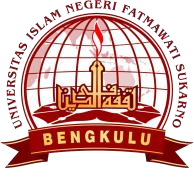 UNIVERSITAS ISLAM NEGERI FATMAWATI SUKARNO
BENGKULU